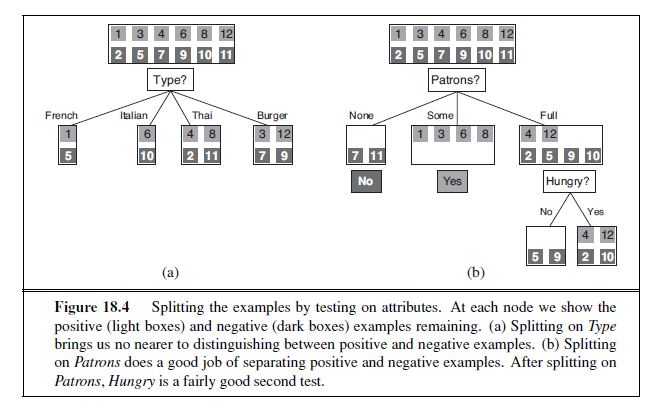 1 3 4 6 8 12
2 5 7 9 10 11
Type?
French Italian Thai Burger
1 6 4 8 3 12
5 10 2 11 7 9
(a)
1 3 4 6 8 12
2 5 7 9 10 11
Patrons?
None Some Full
1 3 6 8 4 12
7 11 2 5 9 10
No Yes Hungry?
No Yes
4 12
5 9 2 10
(b)
Figure 18.4 Splitting the examples by testing on attributes. At each node we show the
positive (light boxes) and negative (dark boxes) examples remaining. (a) Splitting on Type
brings us no nearer to distinguishing between positive and negative examples. (b) Splitting
on Patrons does a good job of separating positive and negative examples. After splitting on
Patrons, Hungry is a fairly good second test.